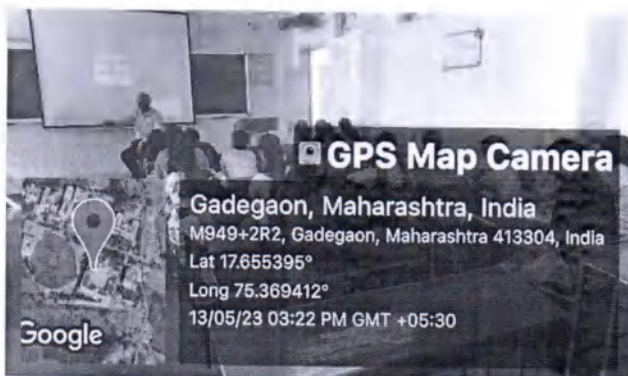 GPS Map Camera
Gadegaon, Maharashtra, India
M949+2R2, Gadegaon, Maharashtra 413304, India
Lat 17.655395°
Long 75.369412°
13/05/23 03:22 PM GMT +05:30
Google